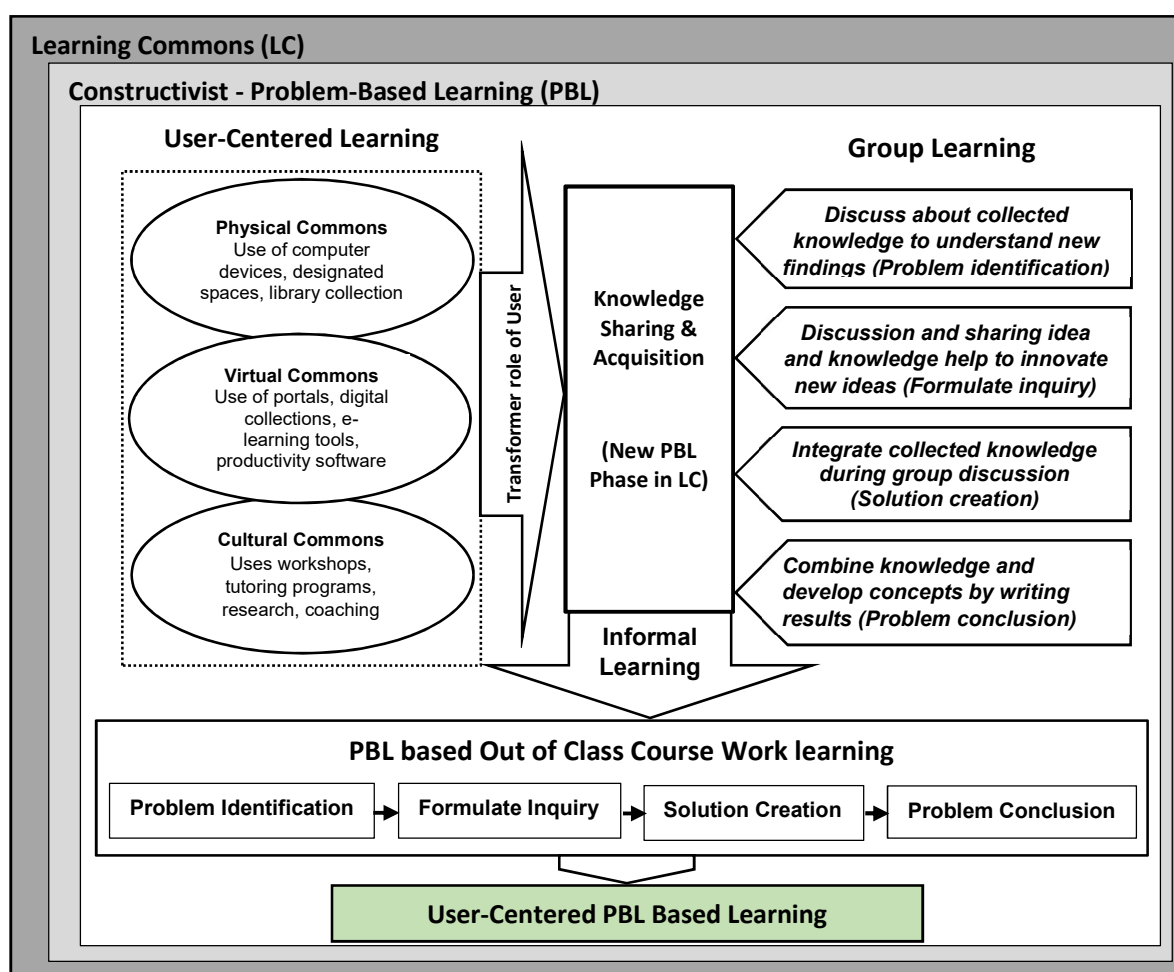 Learning Commons (LC)
Constructivist - Problem-Based Learning (PBL)
User-Centered Learning
Physical Commons
Use of computer
devices, designated
spaces, library collection
Virtual Commons
Use of portals, digital
collections, e-
learning tools,
productivity software
Cultural Commons
Uses workshops,
tutoring programs,
research, coaching
Transformer role of User
Knowledge
Sharing &
Acquisition
(New PBL
Phase in LC)
Group Learning
Discuss about collected
knowledge to understand new
findings (Problem identification)
Discussion and sharing idea
and knowledge help to innovate
new ideas (Formulate inquiry)
Integrate collected knowledge
during group discussion
(Solution creation)
Combine knowledge and
develop concepts by writing
results (Problem conclusion)
Informal
Learning
PBL based Out of Class Course Work learning
Problem Identification
Formulate Inquiry
Solution Creation
Problem Conclusion
User-Centered PBL Based Learning